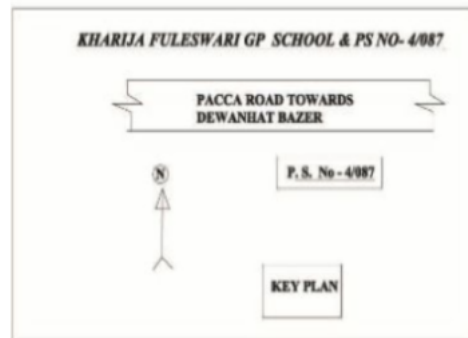 KHARIJA FULESWARI GP SCHOOL & PS NO- 4/087
PACCA ROAD TOWARDS
DEWANHAT BAZER
N
P. S. No - 4/087
KEY PLAN